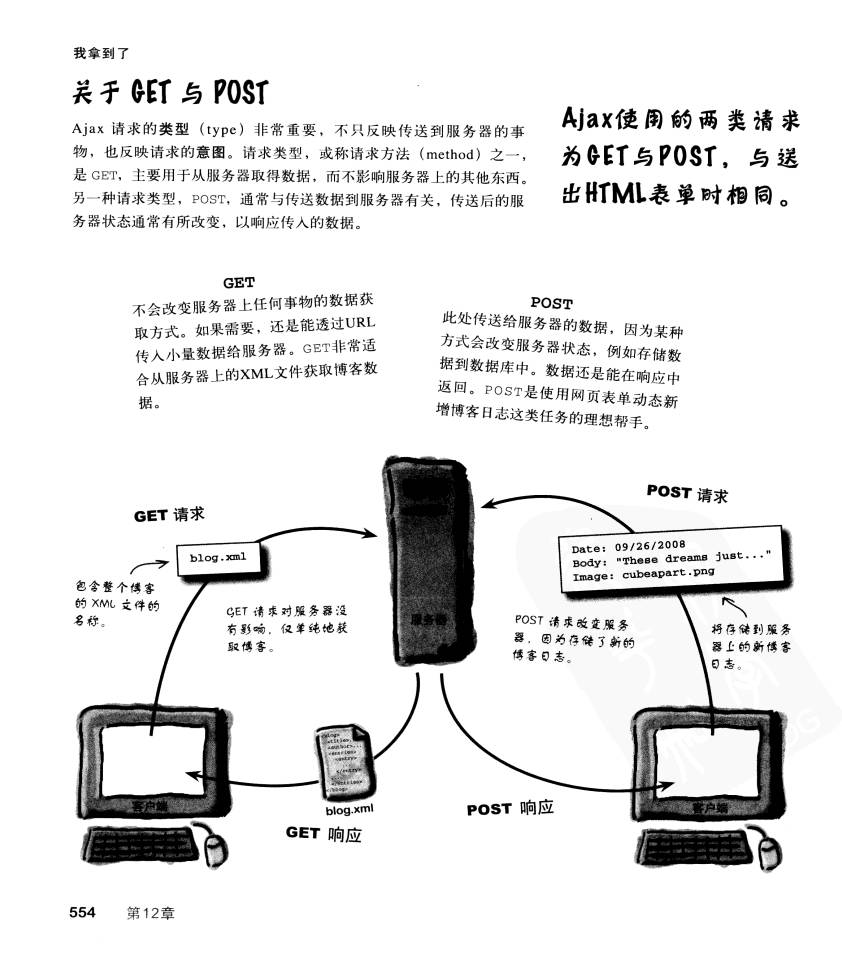 我拿到了
关于 GET 与 POST
Ajax 请求的类型（type）非常重要，不只反映传送到服务器的事
物，也反映请求的意图。请求类型，或称请求方法（method）之一，
是 GET，主要用于从服务器取得数据，而不影响服务器上的其他东西。
另一种请求类型，POST，通常与传送数据到服务器有关，传送后的服
务器状态通常有所改变，以响应传入的数据。
Ajax使用的两类请求
为GET与POST，与送
出HTML表单时相同。
GET
不会改变服务器上任何事物的数据获
取方式。如果需要，还是能透过URL
传入小量数据给服务器。GET非常适
合从服务器上的XML文件获取博客数
据。
POST
此处传送给服务器的数据，因为某种
方式会改变服务器状态，例如存储数
据到数据库中。数据还是能在响应中
返回。POST是使用网页表单动态新
增博客日志这类任务的理想帮手。
GET 请求
blog.xml
包含整个博客
的 XML 文件的
名称。
GET 请求对服务器没
有影响，仅单纯地获
取博客。
服务器
POST 请求
Date: 09/26/2008
Body: "These dreams just..."
Image: cubeapart.png
POST 请求改变服务
器，因为存储了新的
博客日志。
将存储到服务
器上的新博客
日志。
<blog>
<title>...
<author>...
<entries>
<entry>
...
</entry>
...
</entries>
</blog>
blog.xml
GET 响应
POST 响应
客户端
客户端
554 第12章